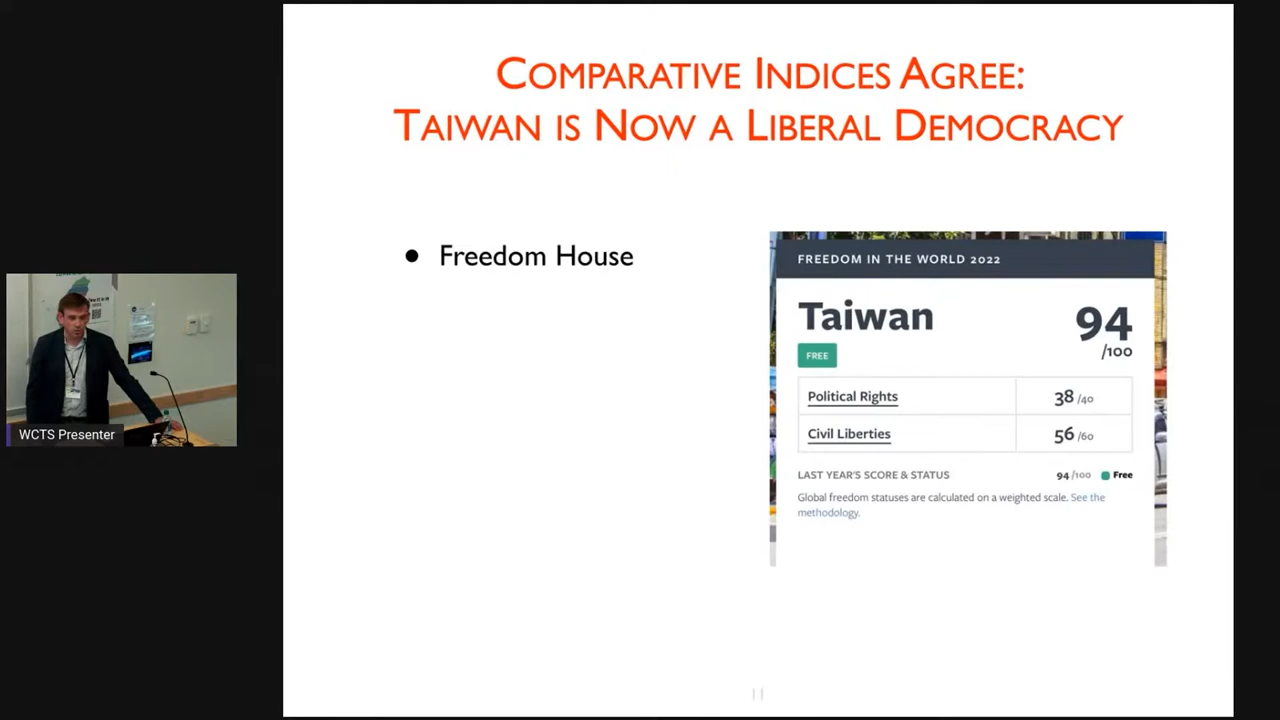 COMPARATIVE INDICES AGREE:
TAIWAN IS NOW A LIBERAL DEMOCRACY
• Freedom House
FREEDOM IN THE WORLD 2022
Taiwan
94
/100
FREE
Political Rights 38 /40
Civil Liberties 56 /60
LAST YEAR'S SCORE & STATUS 94 /100 Free
Global freedom statuses are calculated on a weighted scale. See the
methodology.
WCTS Presenter
11